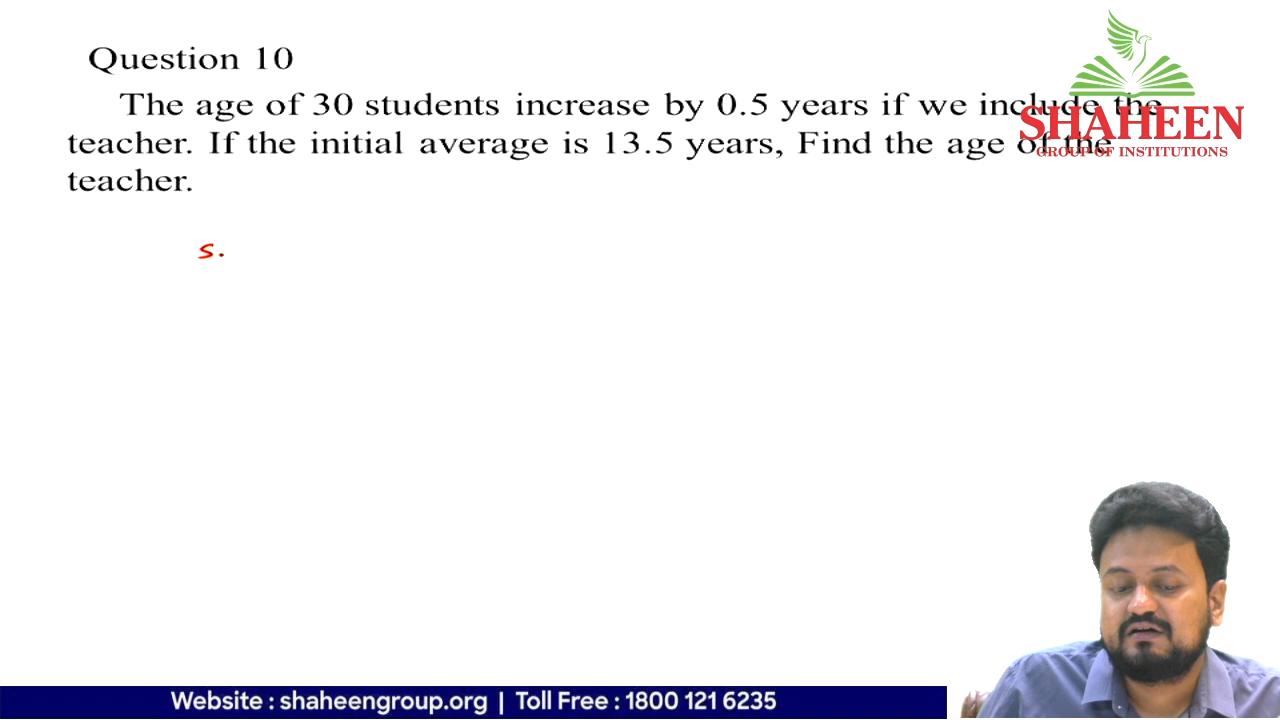 Question 10
The age of 30 students increase by 0.5 years if we include the
teacher. If the initial average is 13.5 years, Find the age of the
teacher.
SHAHEEN
GROUP OF INSTITUTIONS
s.
Website : shaheengroup.org | Toll Free : 1800 121 6235